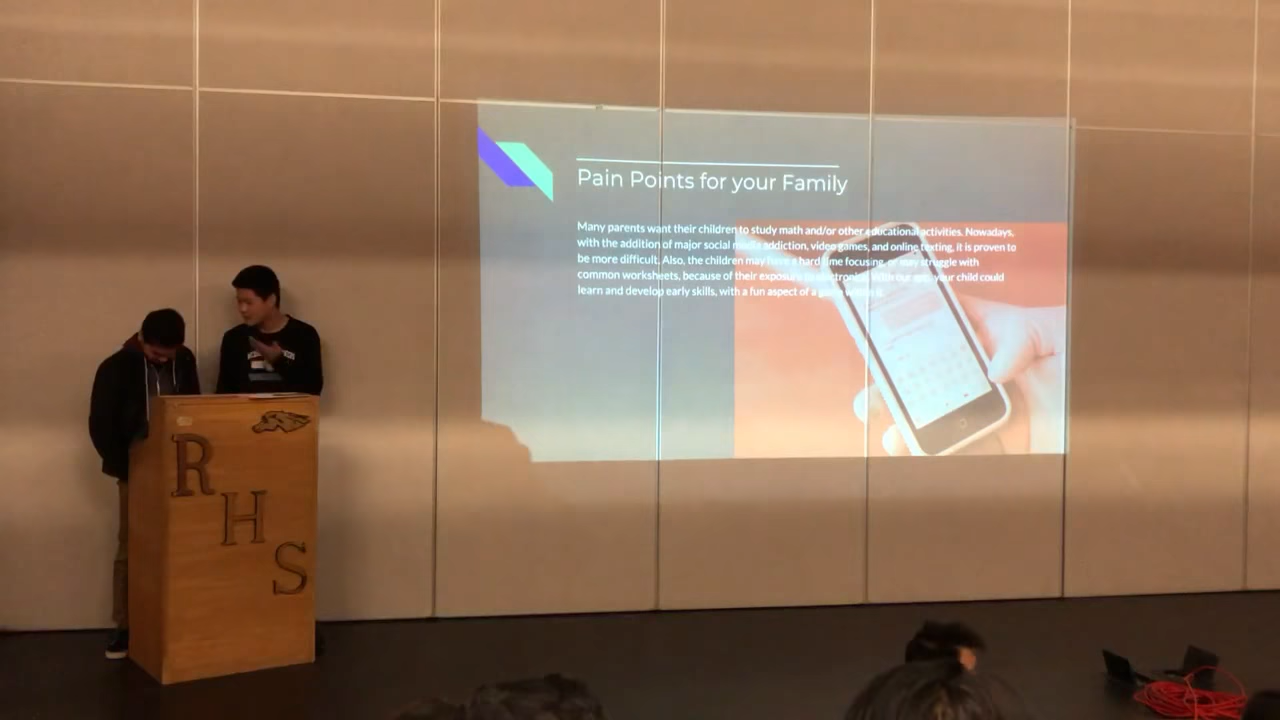 Pain Points for your Family
Many parents want their children to study math and/or other educational activities. Nowadays,
with the addition of major social media addiction, video games, and online texting, it is proven to
be more difficult. Also, the children may have a hard time focusing, or may struggle with
common worksheets, because of their exposure to electronics. With our app, your child could
learn and develop early skills, with a fun aspect of a game
R
H
S